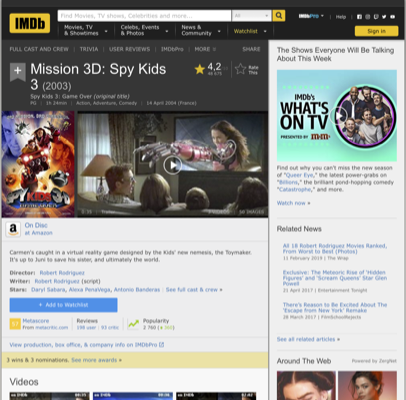 IMDb
Find Movies, TV shows, Celebrities and more...
All
IMDbPro
Help
Movies, TV
& Showtimes
Celebs, Events
& Photos
News &
Community
Watchlist
Sign in
FULL CAST AND CREW | TRIVIA | USER REVIEWS | IMDbPro | MORE
SHARE
Mission 3D: Spy Kids
3 (2003)
4,2
Rate
This
Spy Kids 3: Game Over (original title)
PG | 1h 24min | Action, Adventure, Comedy | 14 April 2004 (France)
On Disc
at Amazon
Carmen's caught in a virtual reality game designed by the Kids' new nemesis, the Toymaker.
It's up to Juni to save his sister, and ultimately the world.
Director: Robert Rodriguez
Writer: Robert Rodriguez (script)
Stars: Daryl Sabara, Alexa PenaVega, Antonio Banderas | See full cast & crew »
+ Add to Watchlist
Metascore
From metacritic.com
Reviews
Popularity
View production, box office, & company info on IMDbPro
3 wins & 3 nominations. See more awards »
Videos
The Shows Everyone Will Be Talking
About This Week
IMDb's
WHAT'S
ON TV
PRESENTED BY M&M'S
Find out why you can't miss the new season
of "Queer Eye," the latest power-grabs on
"Billions," the brilliant pond-hopping comedy
"Catastrophe," and more.
Watch now »
Related News
All 18 Robert Rodriguez Movies Ranked,
From Worst to Best (Photos)
11 February 2019 | The Wrap
Exclusive: The Meteoric Rise of 'Hidden
Figures' and 'Scream Queens' Star Glen
Powell
21 April 2017 | Entertainment Tonight
There's Reason to Be Excited About The
'Escape from New York' Remake
28 March 2017 | FilmSchoolRejects
See all related articles »
Around The Web
Powered by ZergNet